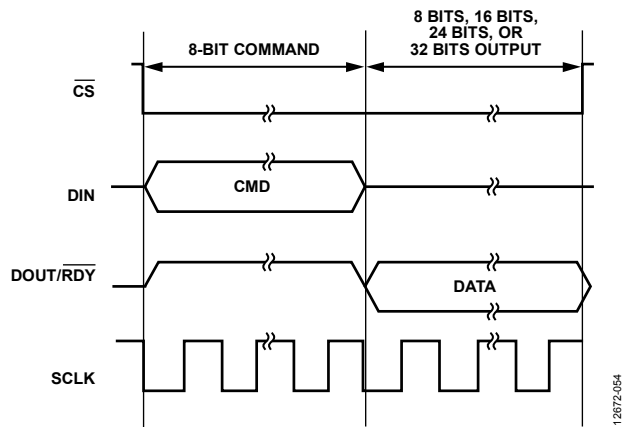 8 BITS, 16 BITS,
24 BITS, OR
32 BITS OUTPUT
8-BIT COMMAND
CS
DIN
CMD
DOUT/RDY
DATA
SCLK
12672-054